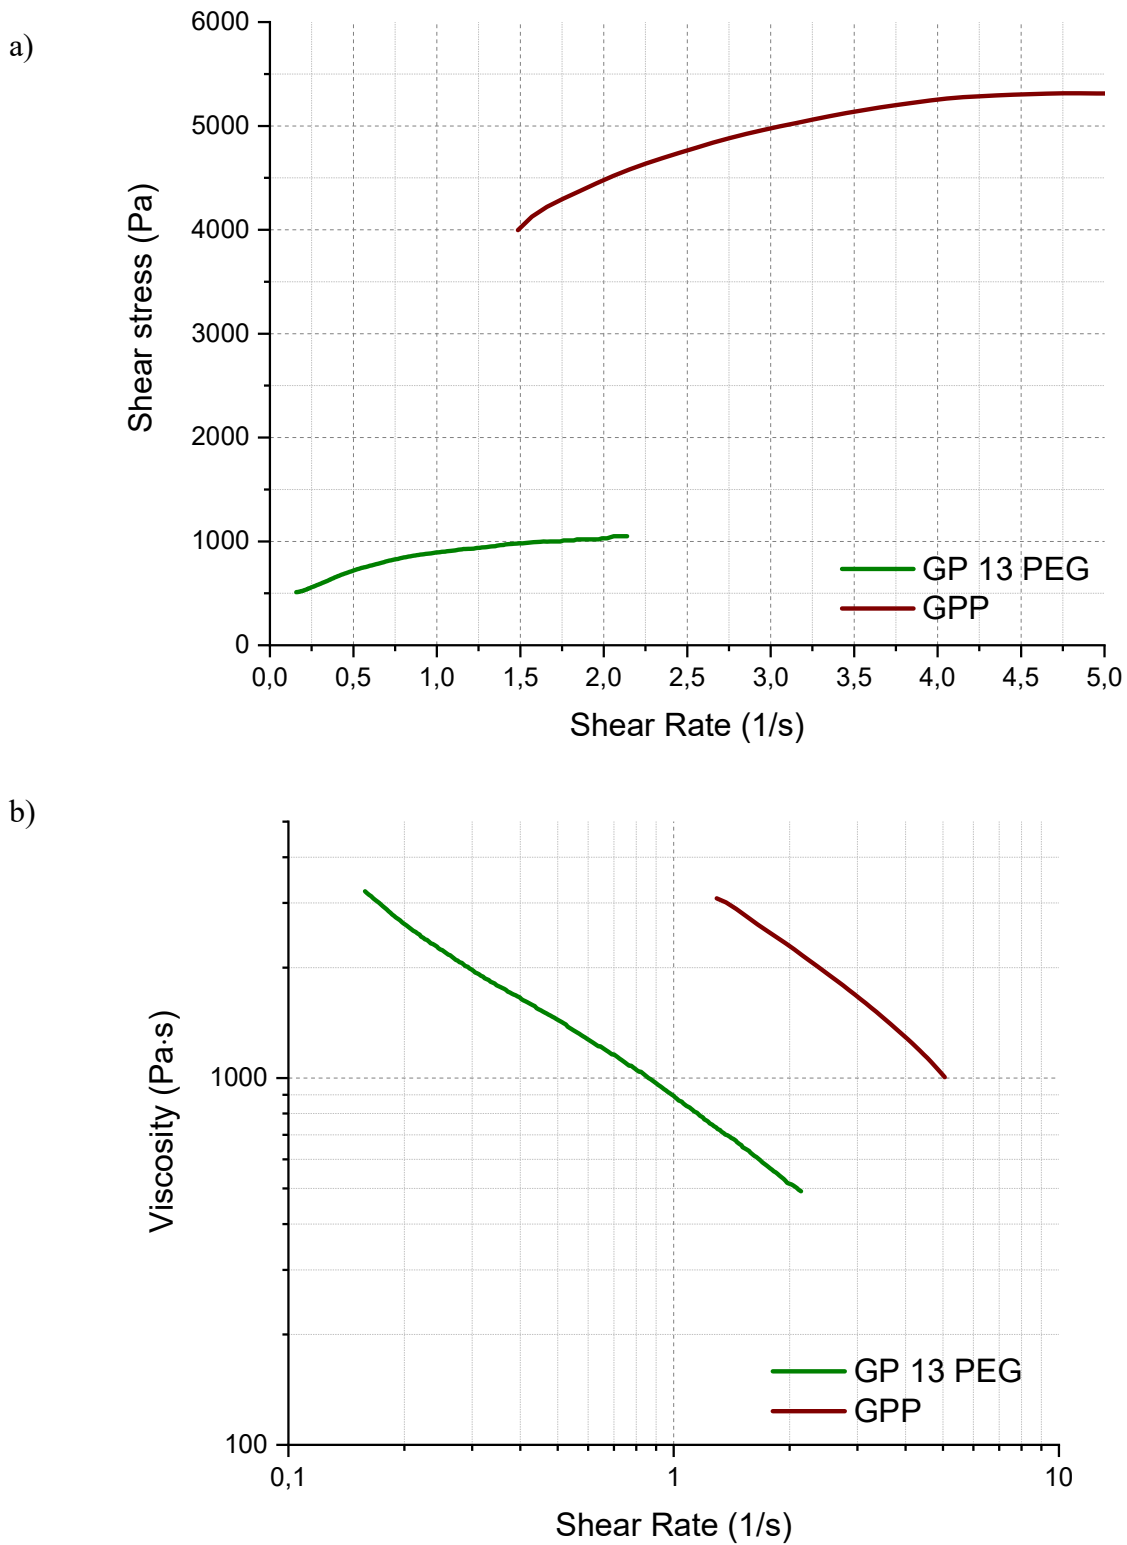 a)
6000
5000
4000
3000
2000
1000
0
Shear stress (Pa)
GP 13 PEG
GPP
0,0 0,5 1,0 1,5 2,0 2,5 3,0 3,5 4,0 4,5 5,0
Shear Rate (1/s)
b)
1000
100
Viscosity (Pa·s)
GP 13 PEG
GPP
0,1 1 10
Shear Rate (1/s)